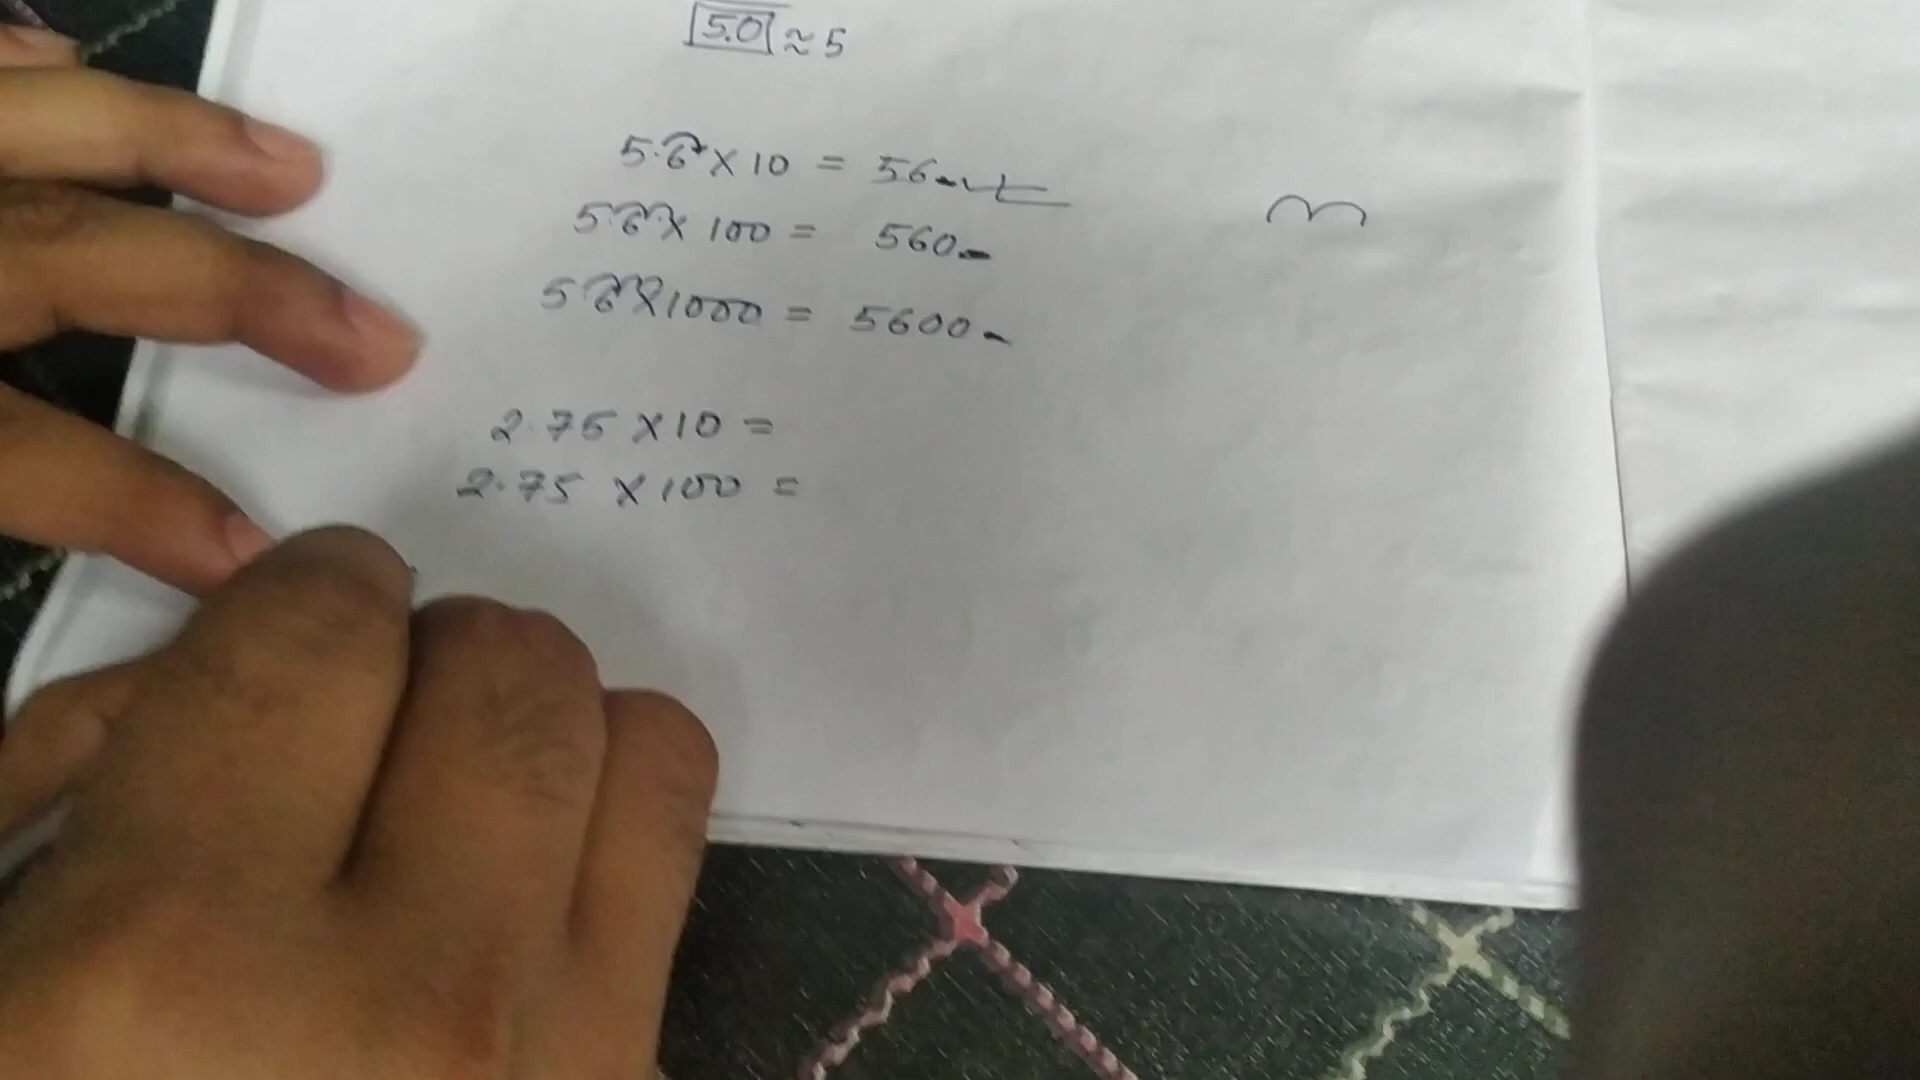 5.0 ≈ 5
5.6 × 10 = 56.
5.6 × 100 = 560.
5.6 × 1000 = 5600.
2.75 × 10 =
2.75 × 100 =